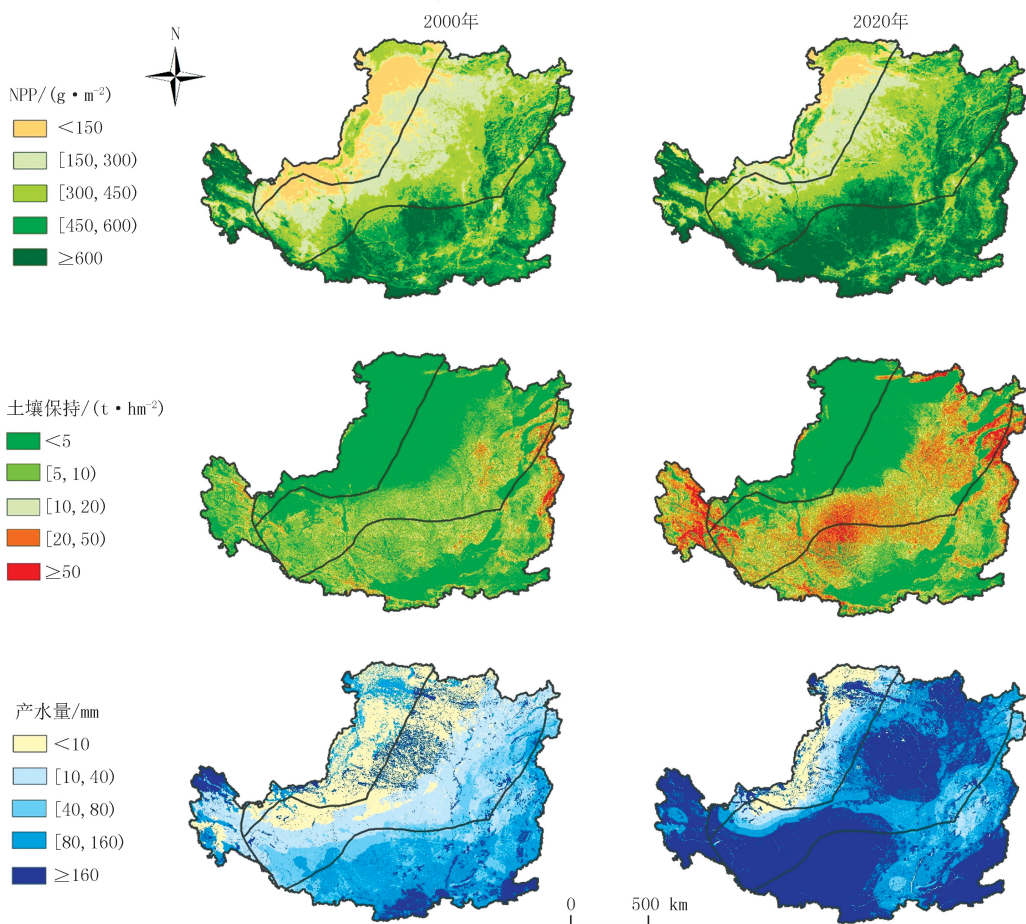 2000年
2020年
N
NPP/(g·m⁻²)
<150
[150, 300)
[300, 450)
[450, 600)
≥600
土壤保持/(t·hm⁻²)
<5
[5, 10)
[10, 20)
[20, 50)
≥50
产水量/mm
<10
[10, 40)
[40, 80)
[80, 160)
≥160
0 500 km